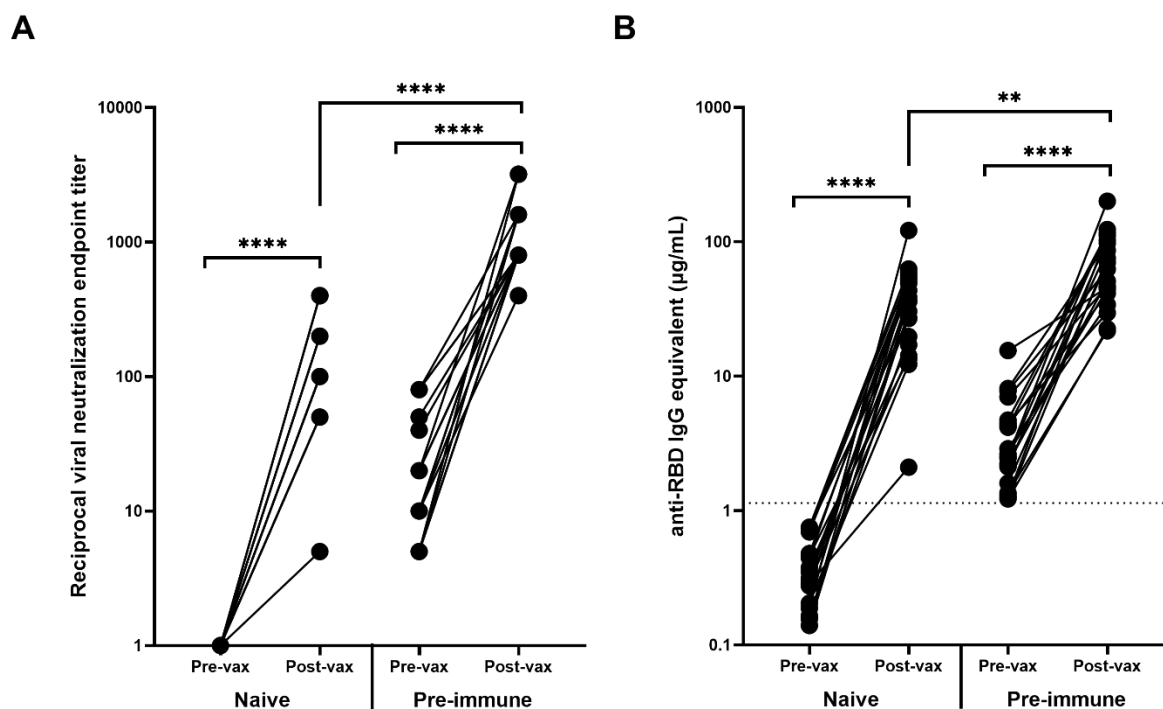 A
B
Reciprocal viral neutralization endpoint titer
10000
1000
100
10
1
****
****
****
Pre-vax Post-vax Pre-vax Post-vax
Naive Pre-immune
anti-RBD IgG equivalent (µg/mL)
1000
100
10
1
0.1
****
**
****
Pre-vax Post-vax Pre-vax Post-vax
Naive Pre-immune